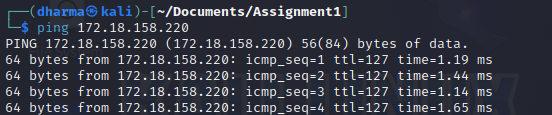 ┌──(dharma㉿kali)-[~/Documents/Assignment1]
└─$ ping 172.18.158.220
PING 172.18.158.220 (172.18.158.220) 56(84) bytes of data.
64 bytes from 172.18.158.220: icmp_seq=1 ttl=127 time=1.19 ms
64 bytes from 172.18.158.220: icmp_seq=2 ttl=127 time=1.44 ms
64 bytes from 172.18.158.220: icmp_seq=3 ttl=127 time=1.14 ms
64 bytes from 172.18.158.220: icmp_seq=4 ttl=127 time=1.65 ms